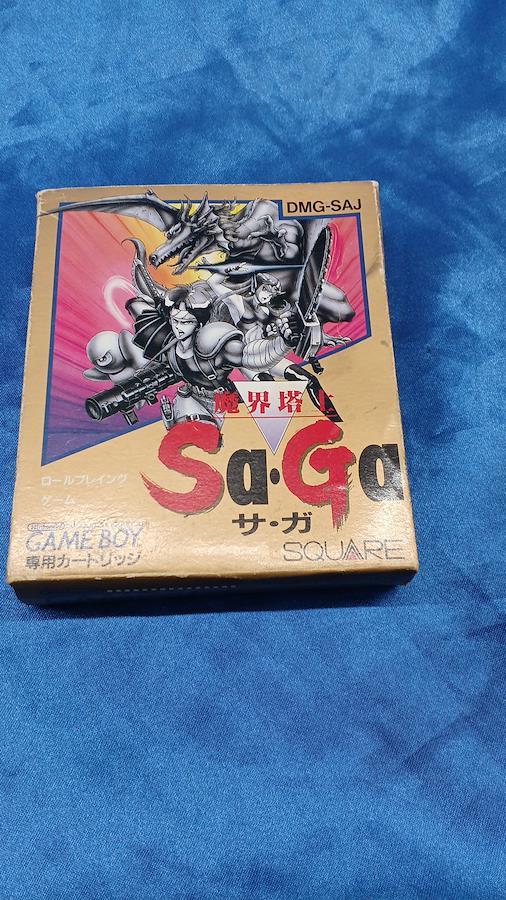 DMG-SAJ
魔界塔士
Sa・Ga
サ・ガ
ロールプレイング
ゲーム
Nintendo
GAME BOY
専用カートリッジ
SQUARE